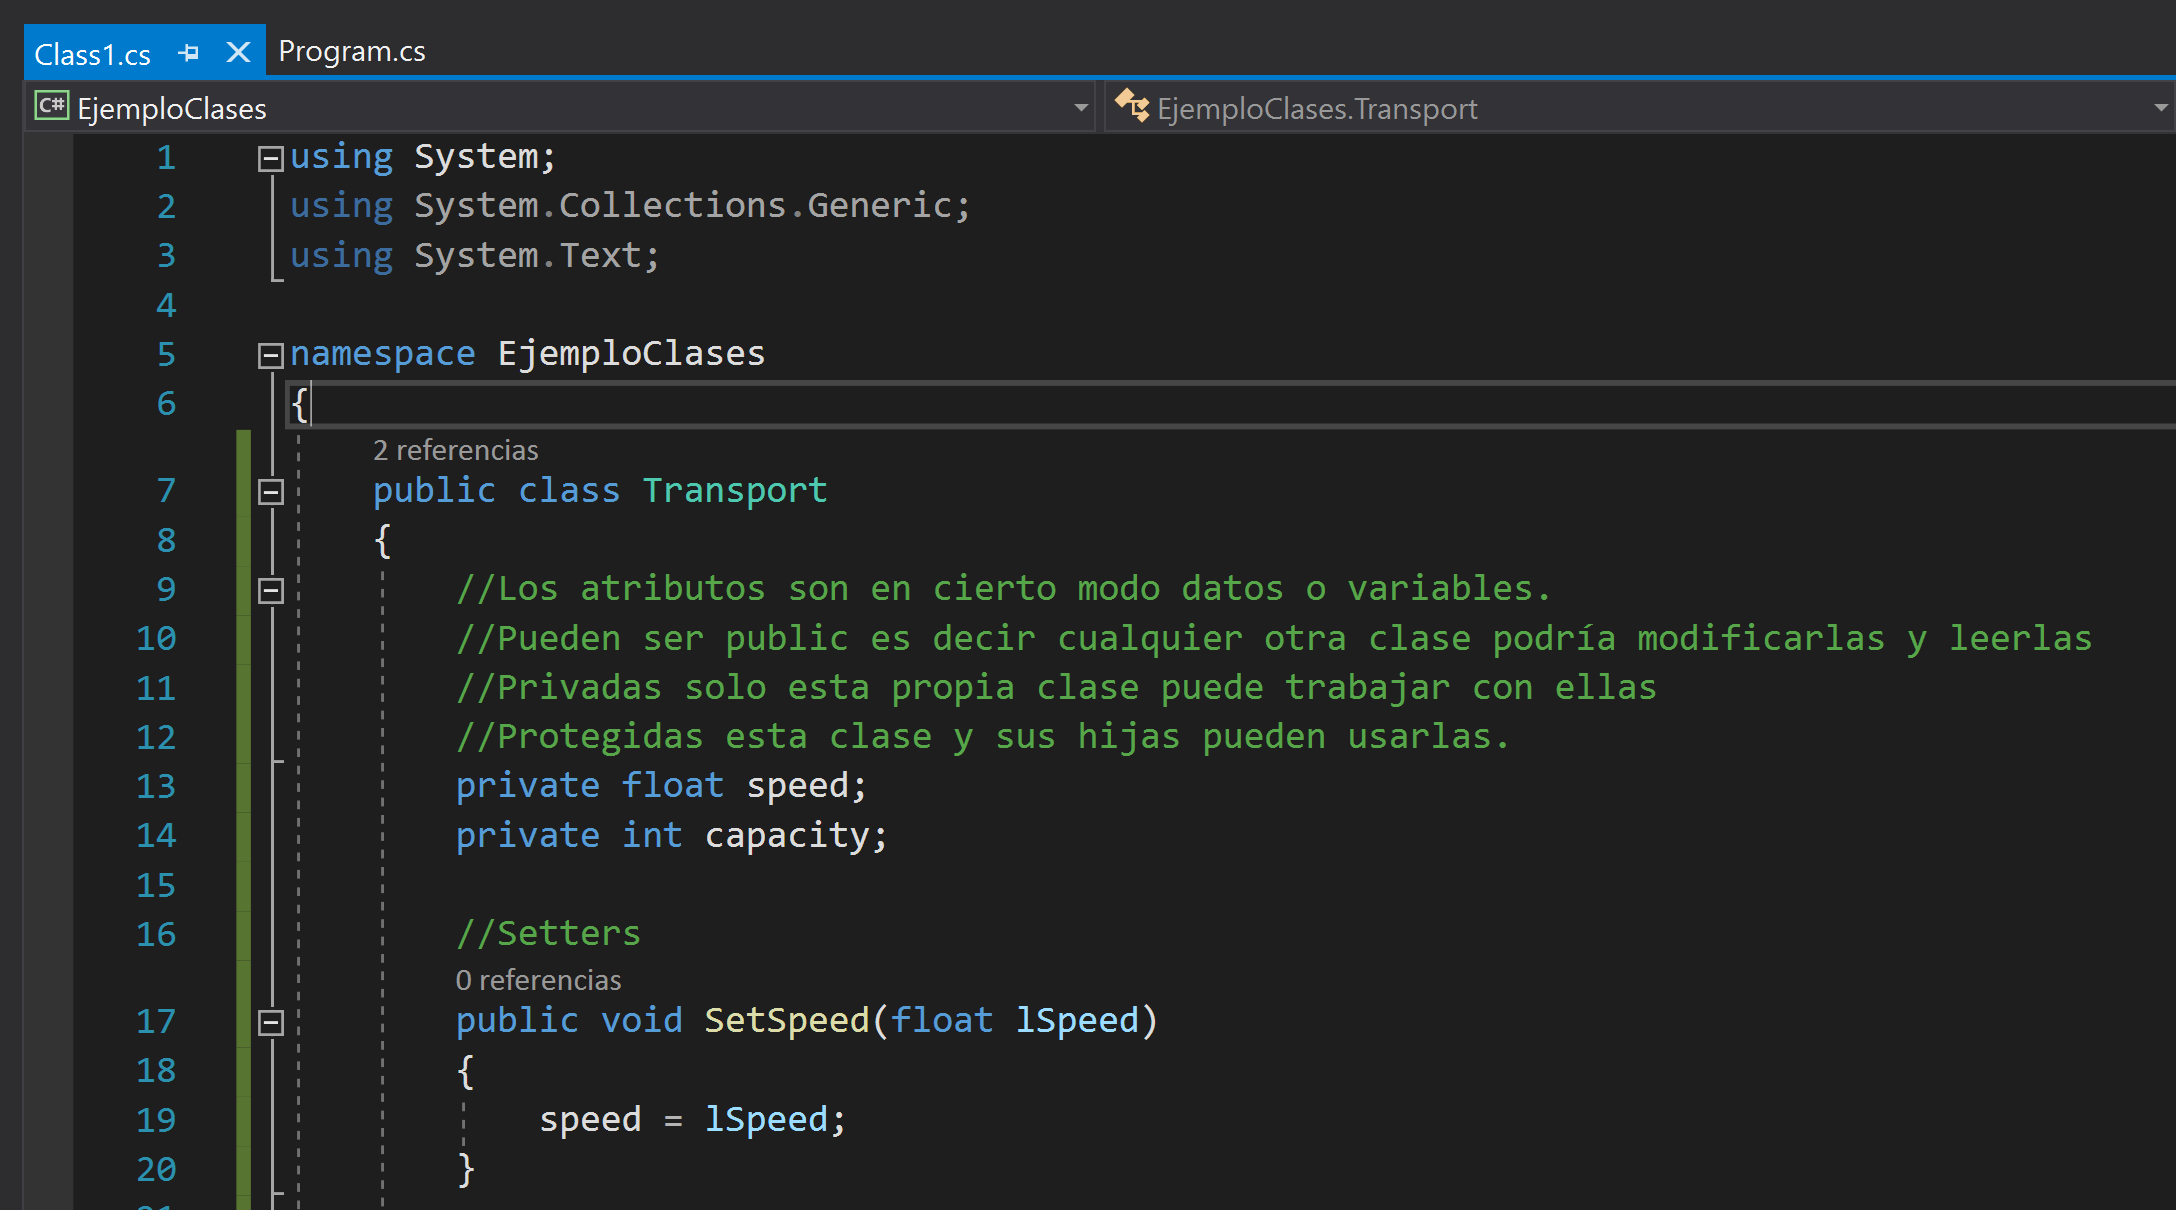 Class1.cs
Program.cs
C# EjemploClases
EjemploClases.Transport
1 using System;
2 using System.Collections.Generic;
3 using System.Text;
4
5 namespace EjemploClases
6 {
2 referencias
7 public class Transport
8 {
9 //Los atributos son en cierto modo datos o variables.
10 //Pueden ser public es decir cualquier otra clase podría modificarlas y leerlas
11 //Privadas solo esta propia clase puede trabajar con ellas
12 //Protegidas esta clase y sus hijas pueden usarlas.
13 private float speed;
14 private int capacity;
15
16 //Setters
0 referencias
17 public void SetSpeed(float lSpeed)
18 {
19 speed = lSpeed;
20 }